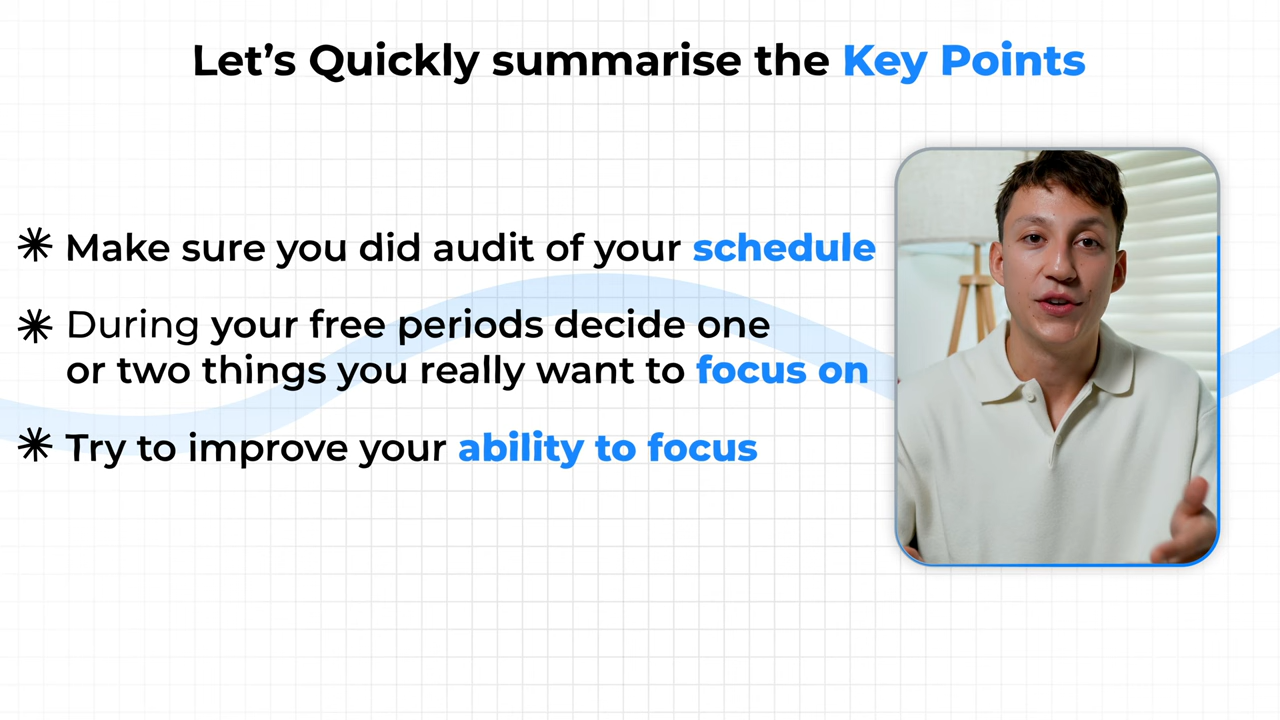 Let’s Quickly summarise the Key Points
Make sure you did audit of your schedule
During your free periods decide one
or two things you really want to focus on
Try to improve your ability to focus